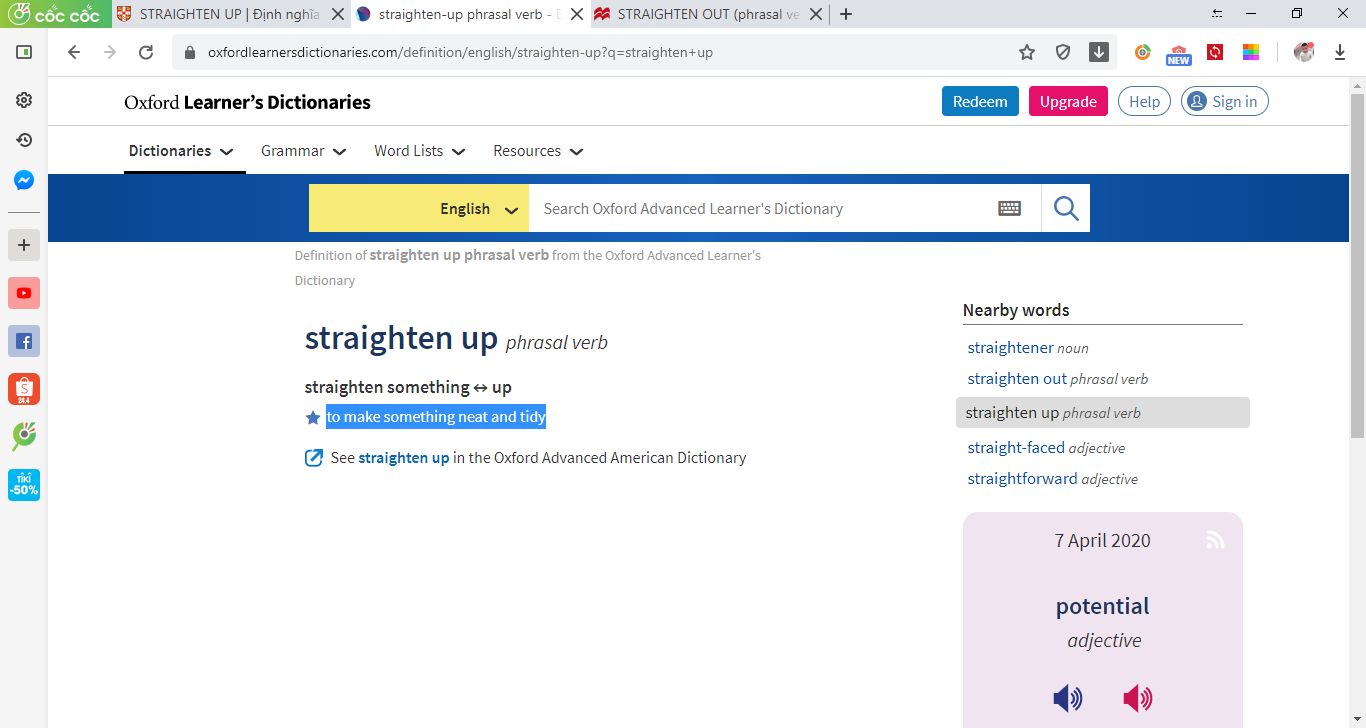 cốc cốc
STRAIGHTEN UP | Định nghĩa
straighten-up phrasal verb - D
STRAIGHTEN OUT (phrasal ve
oxfordlearnersdictionaries.com/definition/english/straighten-up?q=straighten+up
NEW
Oxford Learner's Dictionaries
Redeem
Upgrade
Help
Sign in
Dictionaries
Grammar
Word Lists
Resources
English
Search Oxford Advanced Learner's Dictionary
Definition of straighten up phrasal verb from the Oxford Advanced Learner's
Dictionary
straighten up phrasal verb
straighten something ↔ up
to make something neat and tidy
See straighten up in the Oxford Advanced American Dictionary
Nearby words
straightener noun
straighten out phrasal verb
straighten up phrasal verb
straight-faced adjective
straightforward adjective
7 April 2020
potential
adjective
24.4
TIKI
-50%